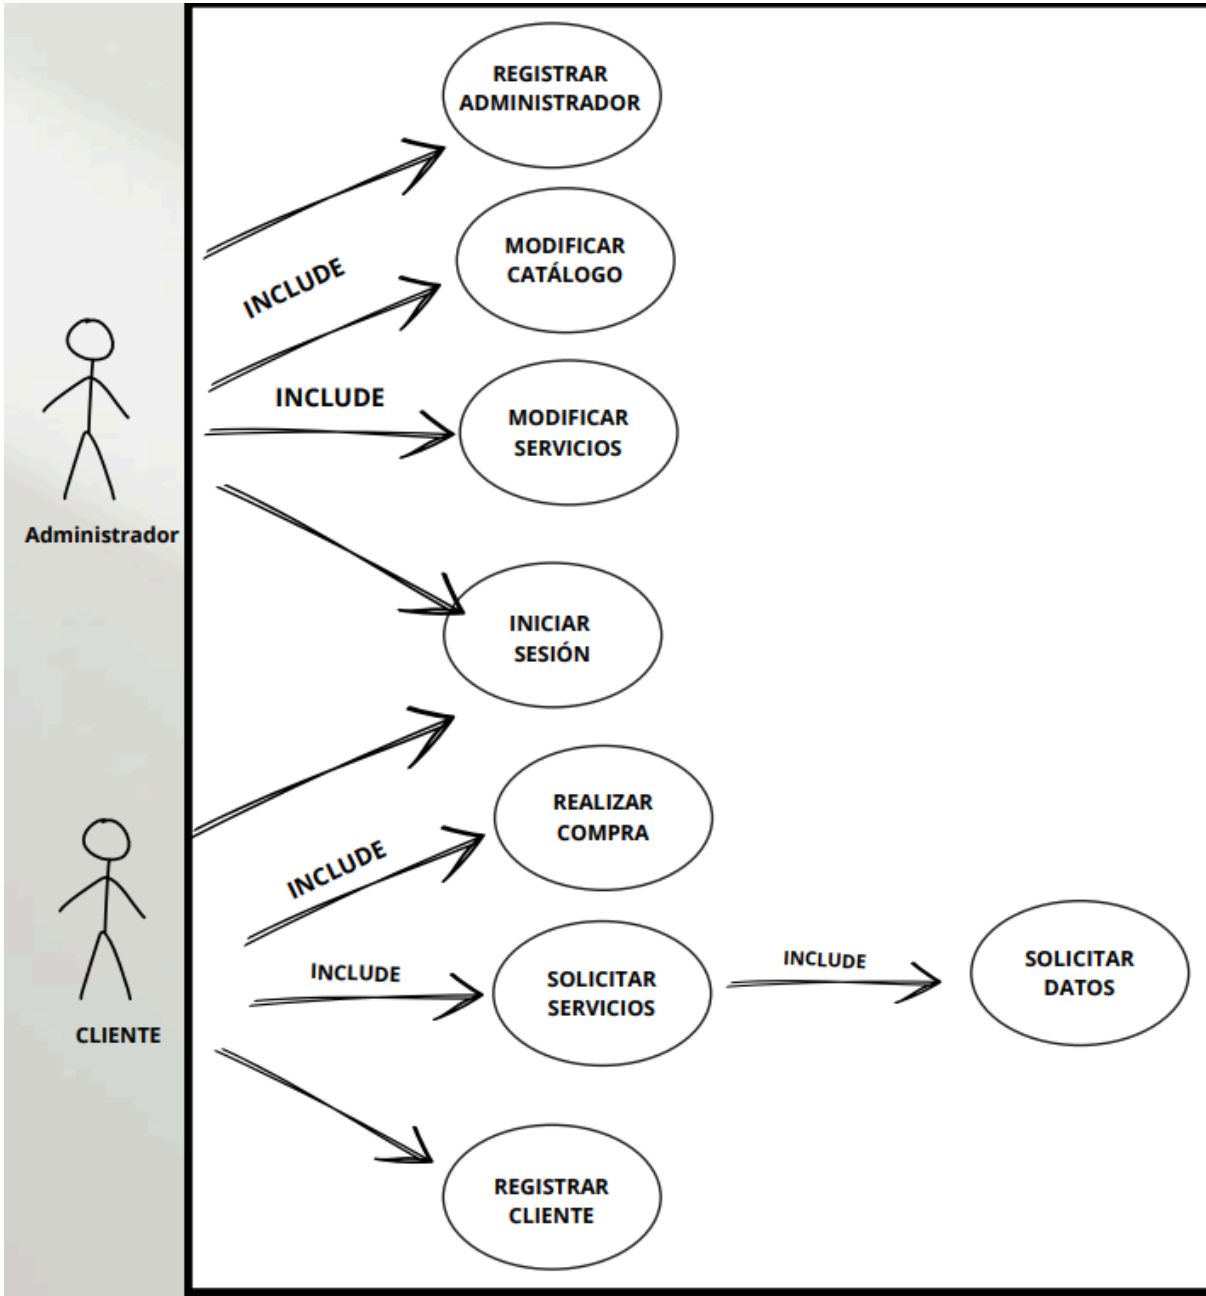 REGISTRAR
ADMINISTRADOR
INCLUDE
MODIFICAR
CATÁLOGO
INCLUDE
MODIFICAR
SERVICIOS
Administrador
INICIAR
SESIÓN
INCLUDE
REALIZAR
COMPRA
INCLUDE
SOLICITAR
SERVICIOS
INCLUDE
SOLICITAR
DATOS
CLIENTE
REGISTRAR
CLIENTE